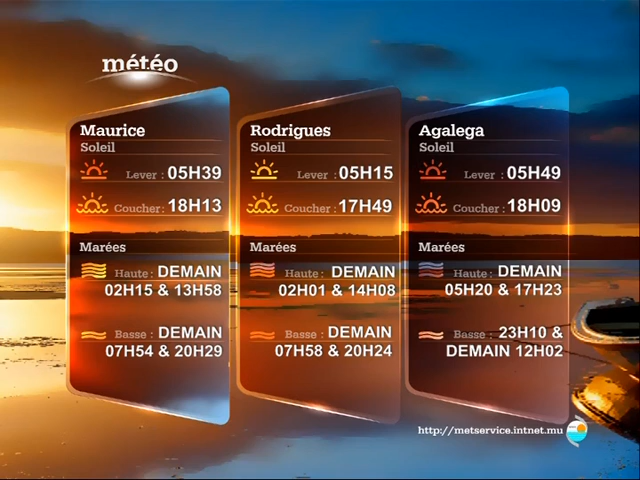 météo
Maurice
Soleil
Lever : 05H39
Coucher: 18H13
Marées
Haute : DEMAIN
02H15 & 13H58
Basse : DEMAIN
07H54 & 20H29
Rodrigues
Soleil
Lever : 05H15
Coucher: 17H49
Marées
Haute : DEMAIN
02H01 & 14H08
Basse : DEMAIN
07H58 & 20H24
Agalega
Soleil
Lever : 05H49
Coucher: 18H09
Marées
Haute : DEMAIN
05H20 & 17H23
Basse : 23H10 &
DEMAIN 12H02
http://metservice.intnet.mu